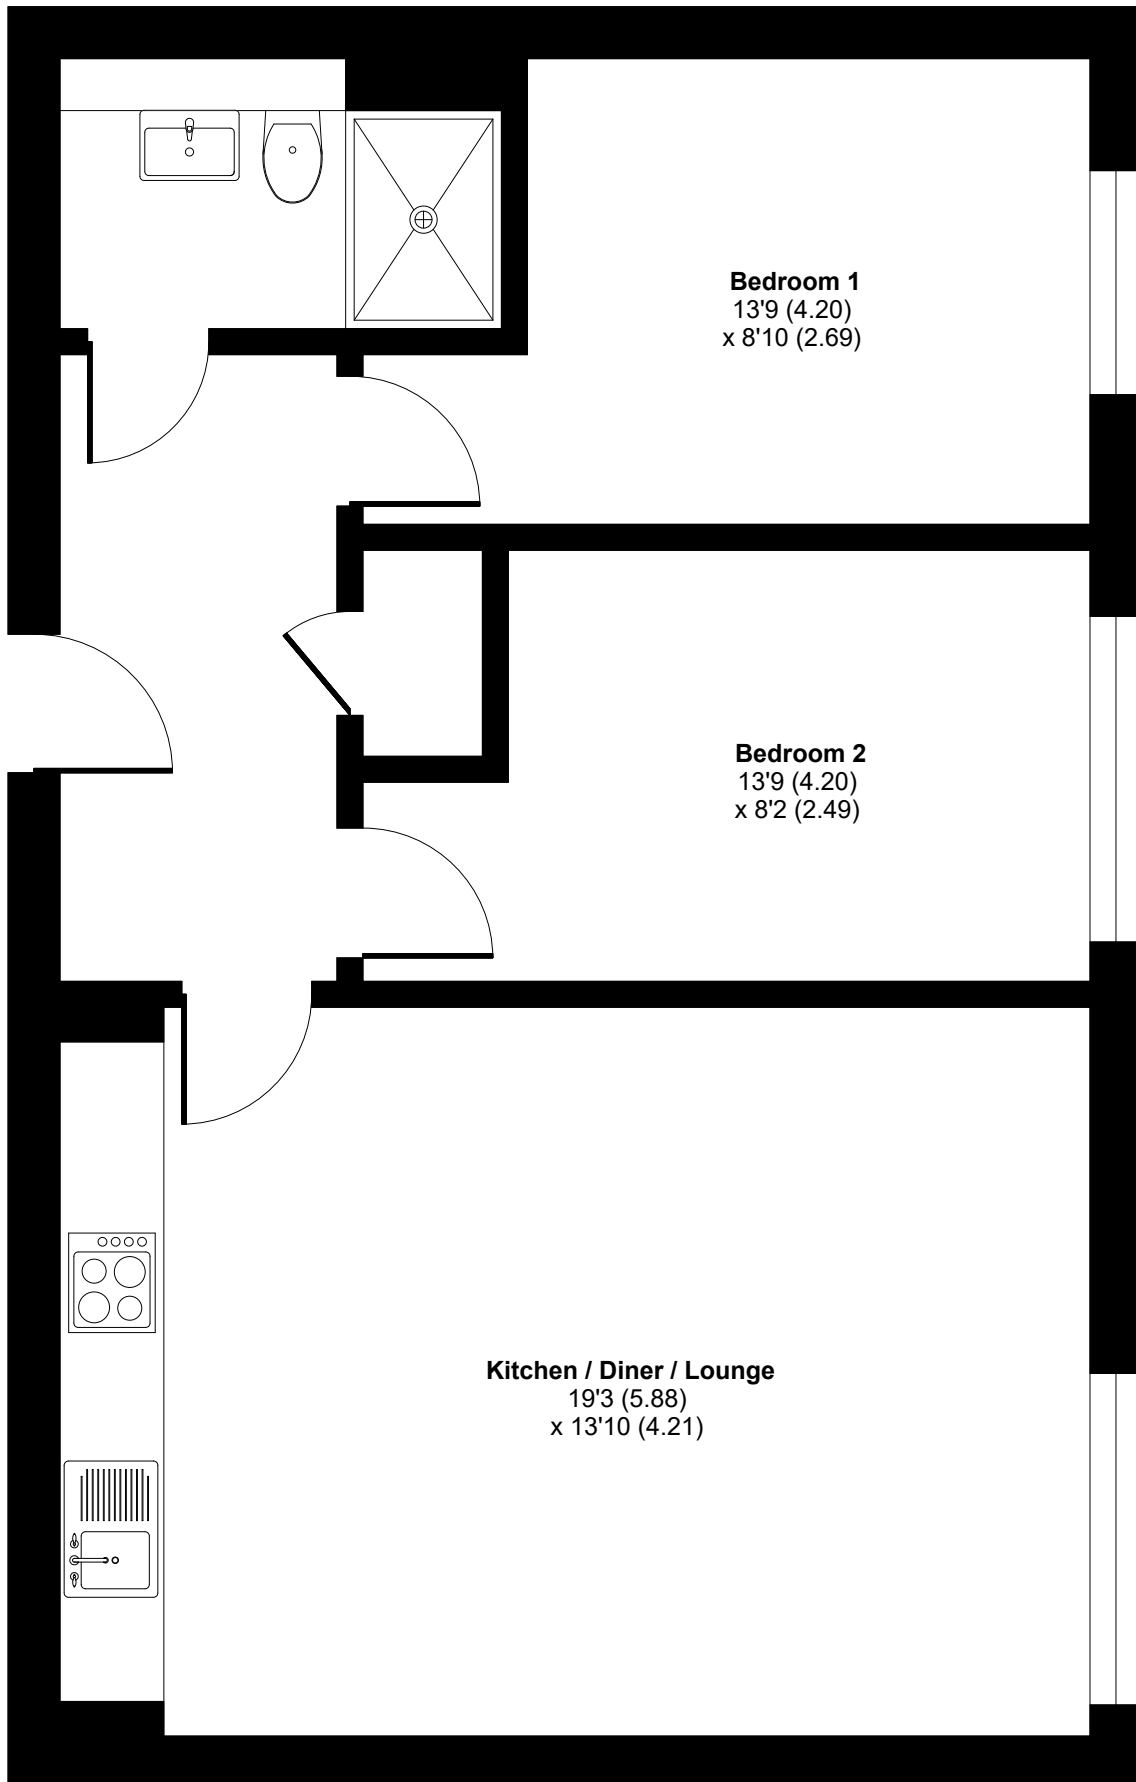 Bedroom 1
13'9 (4.20)
x 8'10 (2.69)
Bedroom 2
13'9 (4.20)
x 8'2 (2.49)
Kitchen / Diner / Lounge
19'3 (5.88)
x 13'10 (4.21)